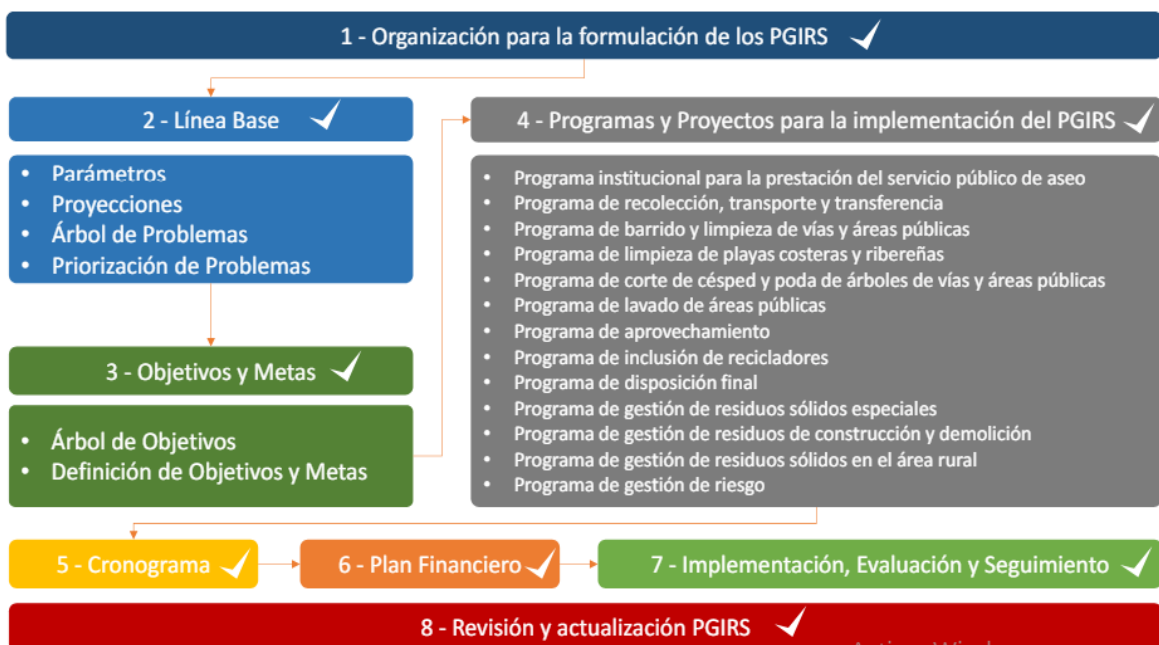 1 - Organización para la formulación de los PGIRS
2 - Línea Base
• Parámetros
• Proyecciones
• Árbol de Problemas
• Priorización de Problemas
3 - Objetivos y Metas
• Árbol de Objetivos
• Definición de Objetivos y Metas
4 - Programas y Proyectos para la implementación del PGIRS
• Programa institucional para la prestación del servicio público de aseo
• Programa de recolección, transporte y transferencia
• Programa de barrido y limpieza de vías y áreas públicas
• Programa de limpieza de playas costeras y ribereñas
• Programa de corte de césped y poda de árboles de vías y áreas públicas
• Programa de lavado de áreas públicas
• Programa de aprovechamiento
• Programa de inclusión de recicladores
• Programa de disposición final
• Programa de gestión de residuos sólidos especiales
• Programa de gestión de residuos de construcción y demolición
• Programa de gestión de residuos sólidos en el área rural
• Programa de gestión de riesgo
5 - Cronograma
6 - Plan Financiero
7 - Implementación, Evaluación y Seguimiento
8 - Revisión y actualización PGIRS